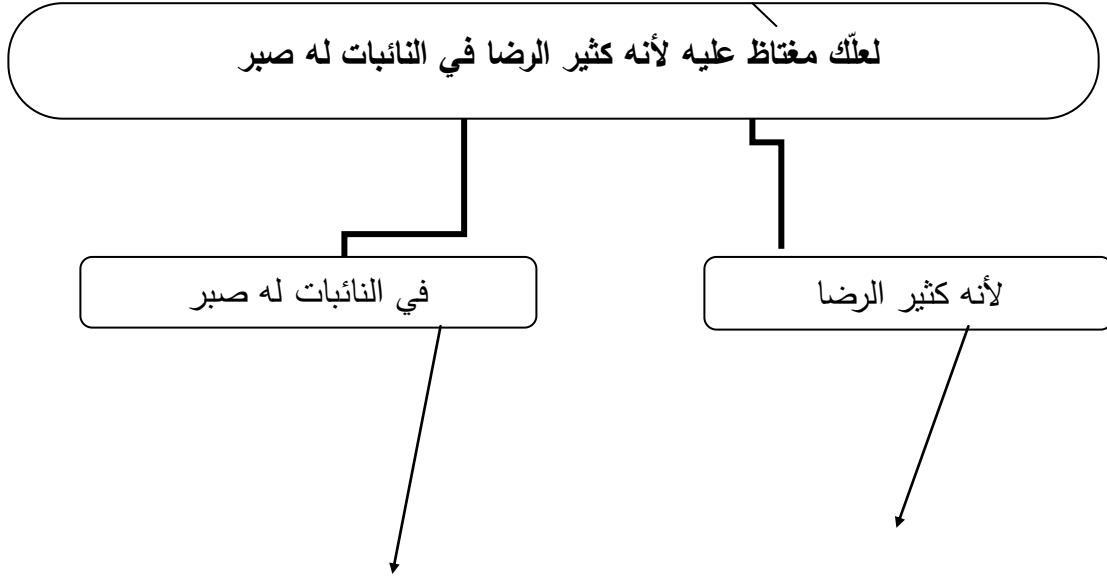 لعلّك مغتاظ عليه لأنه كثير الرضا في النائبات له صبر
لأنه كثير الرضا
في النائبات له صبر